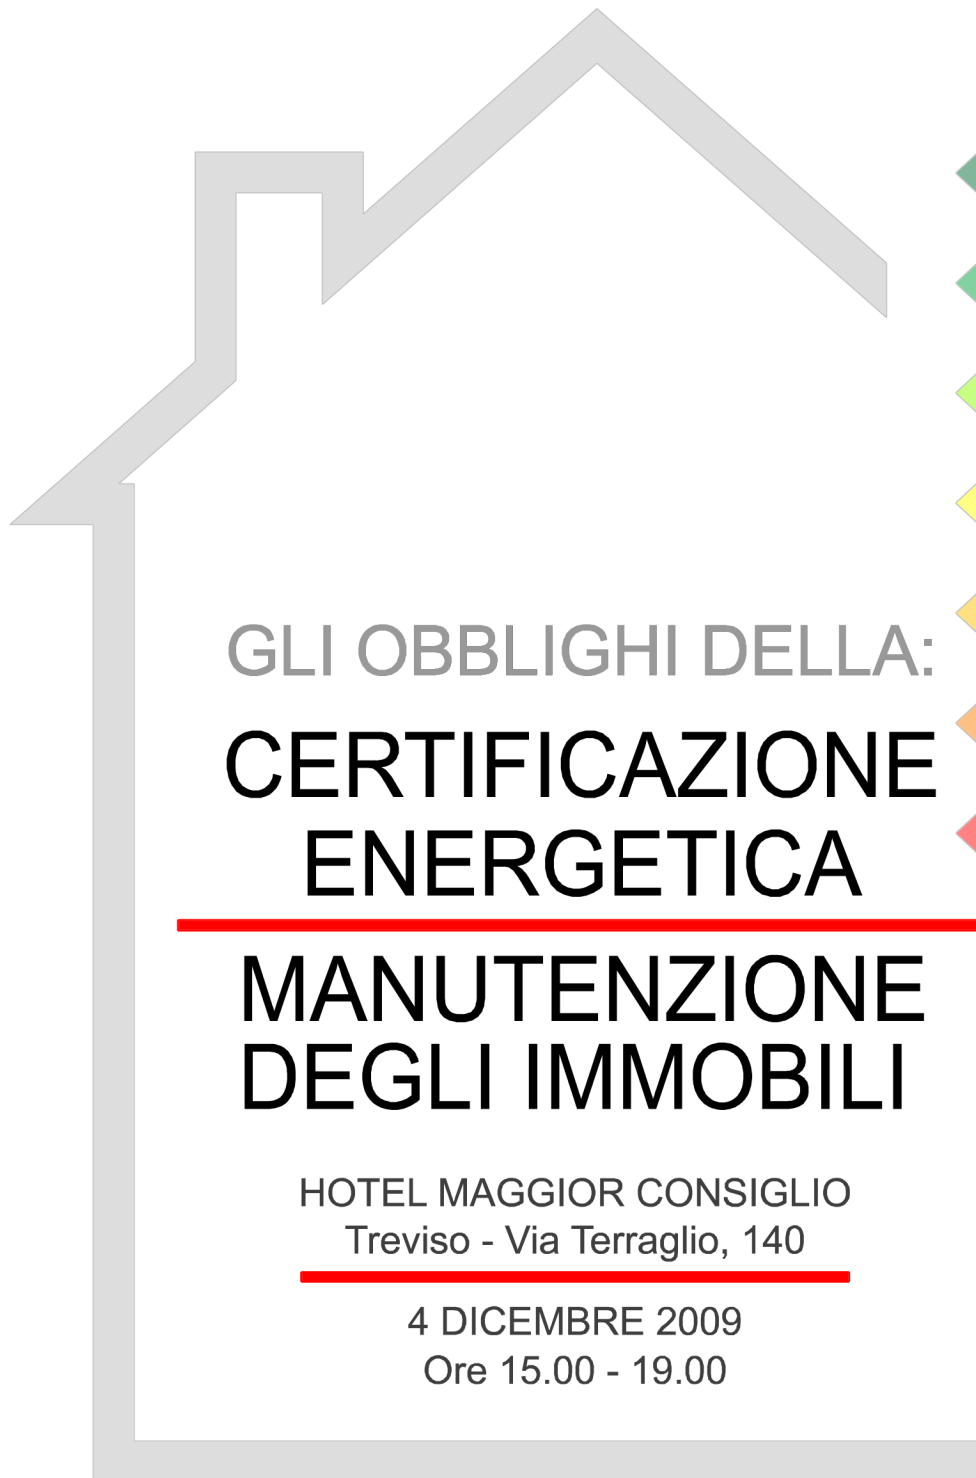 GLI OBBLIGHI DELLA:
CERTIFICAZIONE
ENERGETICA
MANUTENZIONE
DEGLI IMMOBILI
HOTEL MAGGIOR CONSIGLIO
Treviso - Via Terraglio, 140
4 DICEMBRE 2009
Ore 15.00 - 19.00